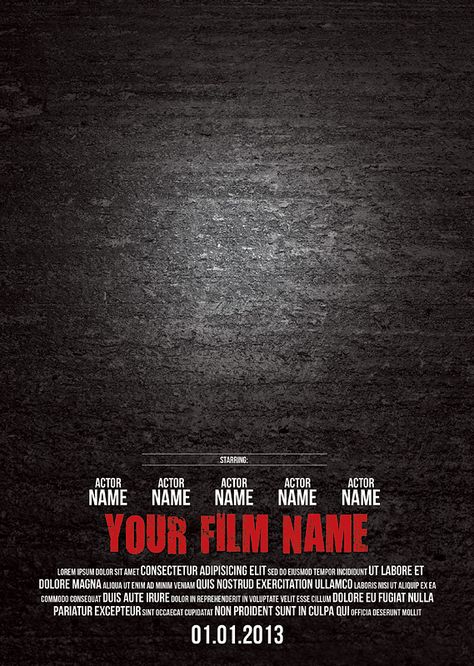 STARRING:
ACTOR ACTOR ACTOR ACTOR ACTOR
NAME NAME NAME NAME NAME
YOUR FILM NAME
LOREM IPSUM DOLOR SIT AMET CONSECTETUR ADIPISICING ELIT SED DO EIUSMOD TEMPOR INCIDIDUNT UT LABORE ET
DOLORE MAGNA ALIQUA UT ENIM AD MINIM VENIAM QUIS NOSTRUD EXERCITATION ULLAMCO LABORIS NISI UT ALIQUIP EX EA
COMMODO CONSEQUAT DUIS AUTE IRURE DOLOR IN REPREHENDERIT IN VOLUPTATE VELIT ESSE CILLUM DOLORE EU FUGIAT NULLA
PARIATUR EXCEPTEUR SINT OCCAECAT CUPIDATAT NON PROIDENT SUNT IN CULPA QUI OFFICIA DESERUNT MOLLIT
01.01.2013